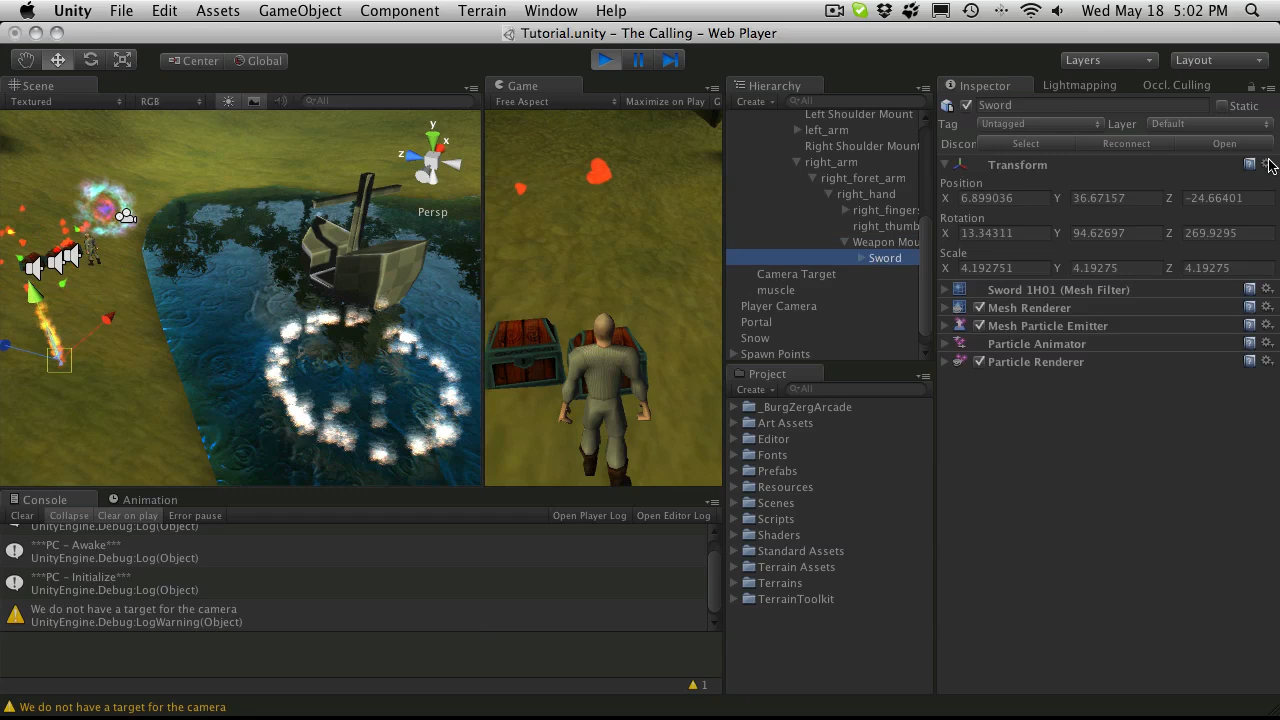 Unity File Edit Assets GameObject Component Terrain Window Help Wed May 18 5:02 PM
Tutorial.unity - The Calling - Web Player
Center Global Layers Layout
Scene
Textured RGB All
y
x
z
Persp
Game
Free Aspect Maximize on Play G
Hierarchy
Create All
Left Shoulder Mount
left_arm
Right Shoulder Mount
right_arm
right_foret_arm
right_hand
right_fingers
right_thumb
Weapon Mou
Sword
Camera Target
muscle
Player Camera
Portal
Snow
Spawn Points
Project
Create All
_BurgZergArcade
Art Assets
Editor
Fonts
Prefabs
Resources
Scenes
Scripts
Shaders
Standard Assets
Terrain Assets
Terrains
TerrainToolkit
Inspector Lightmapping Occl. Culling
Sword Static
Tag Untagged Layer Default
Discor Select Reconnect Open
Transform
Position
X 6.899036 Y 36.67157 Z -24.66401
Rotation
X 13.34311 Y 94.62697 Z 269.9295
Scale
X 4.192751 Y 4.19275 Z 4.19275
Sword 1H01 (Mesh Filter)
Mesh Renderer
Mesh Particle Emitter
Particle Animator
Particle Renderer
Console Animation
Clear Collapse Clear on play Error pause Open Player Log Open Editor Log
UnityEngine.Debug:Log(Object)
***PC - Awake***
UnityEngine.Debug:Log(Object)
***PC - Initialize***
UnityEngine.Debug:Log(Object)
We do not have a target for the camera
UnityEngine.Debug:LogWarning(Object)
1
We do not have a target for the camera